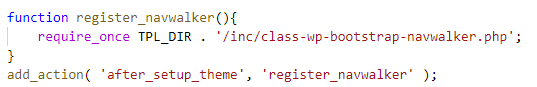 function register_navwalker(){
    require_once TPL_DIR . '/inc/class-wp-bootstrap-navwalker.php';
}
add_action( 'after_setup_theme', 'register_navwalker' );